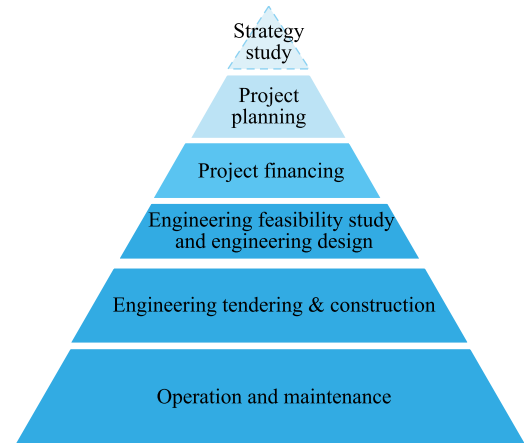 Strategy
study
Project
planning
Project financing
Engineering feasibility study
and engineering design
Engineering tendering & construction
Operation and maintenance